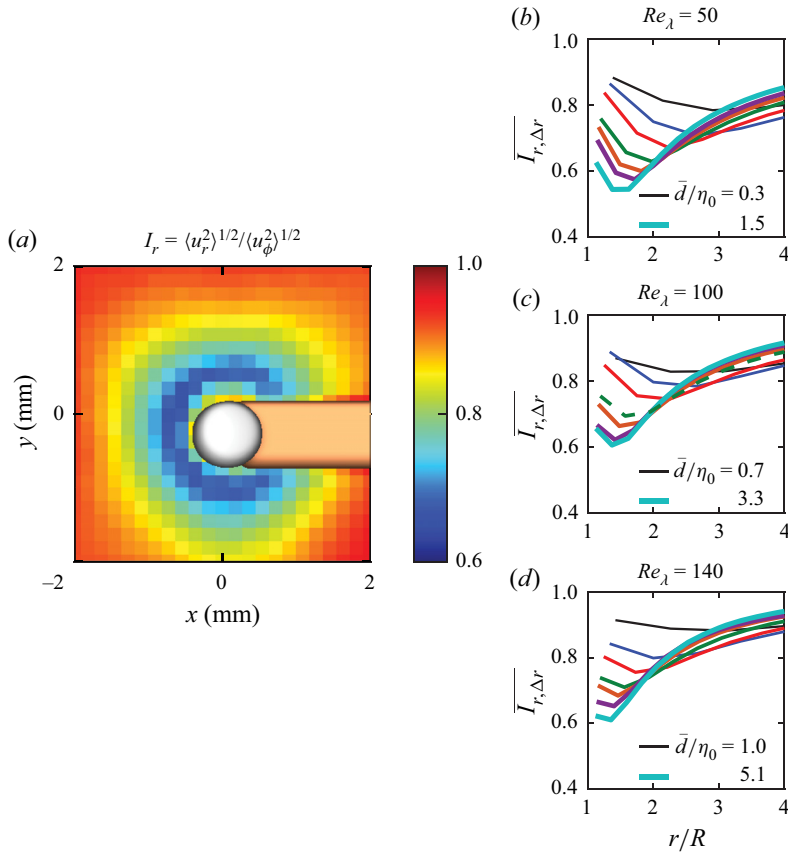 (a)
I_r = ⟨u_r^2⟩^{1/2}/⟨u_ϕ^2⟩^{1/2}
2
y (mm)
0
−2
0
2
x (mm)
1.0
0.8
0.6
(b)
Re_λ = 50
1.0
0.8
\overline{I_{r,Δr}}
0.6
0.4
d̄/η_0 = 0.3
1.5
1
2
3
4
(c)
Re_λ = 100
1.0
0.8
\overline{I_{r,Δr}}
0.6
0.4
d̄/η_0 = 0.7
3.3
1
2
3
4
(d)
Re_λ = 140
1.0
0.8
\overline{I_{r,Δr}}
0.6
0.4
d̄/η_0 = 1.0
5.1
1
2
3
4
r/R